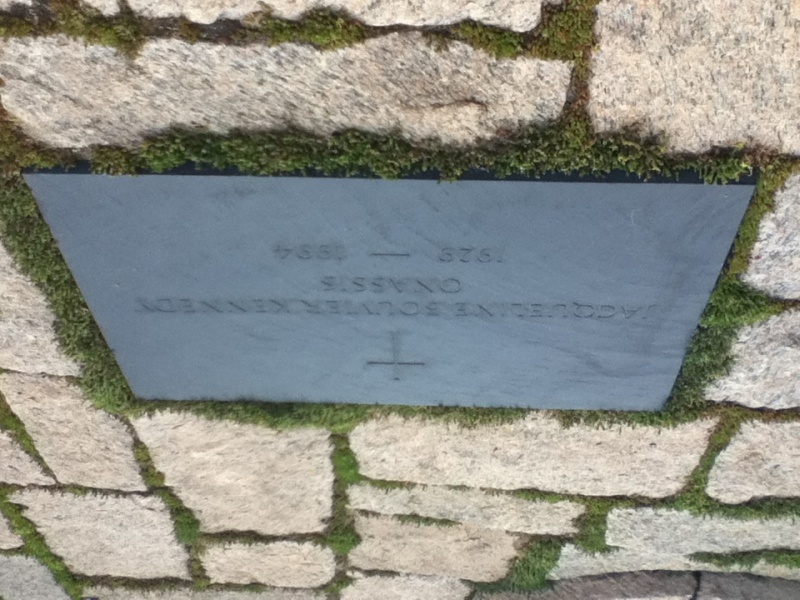 JACQUELINE BOUVIER KENNEDY
ONASSIS
1929 — 1994